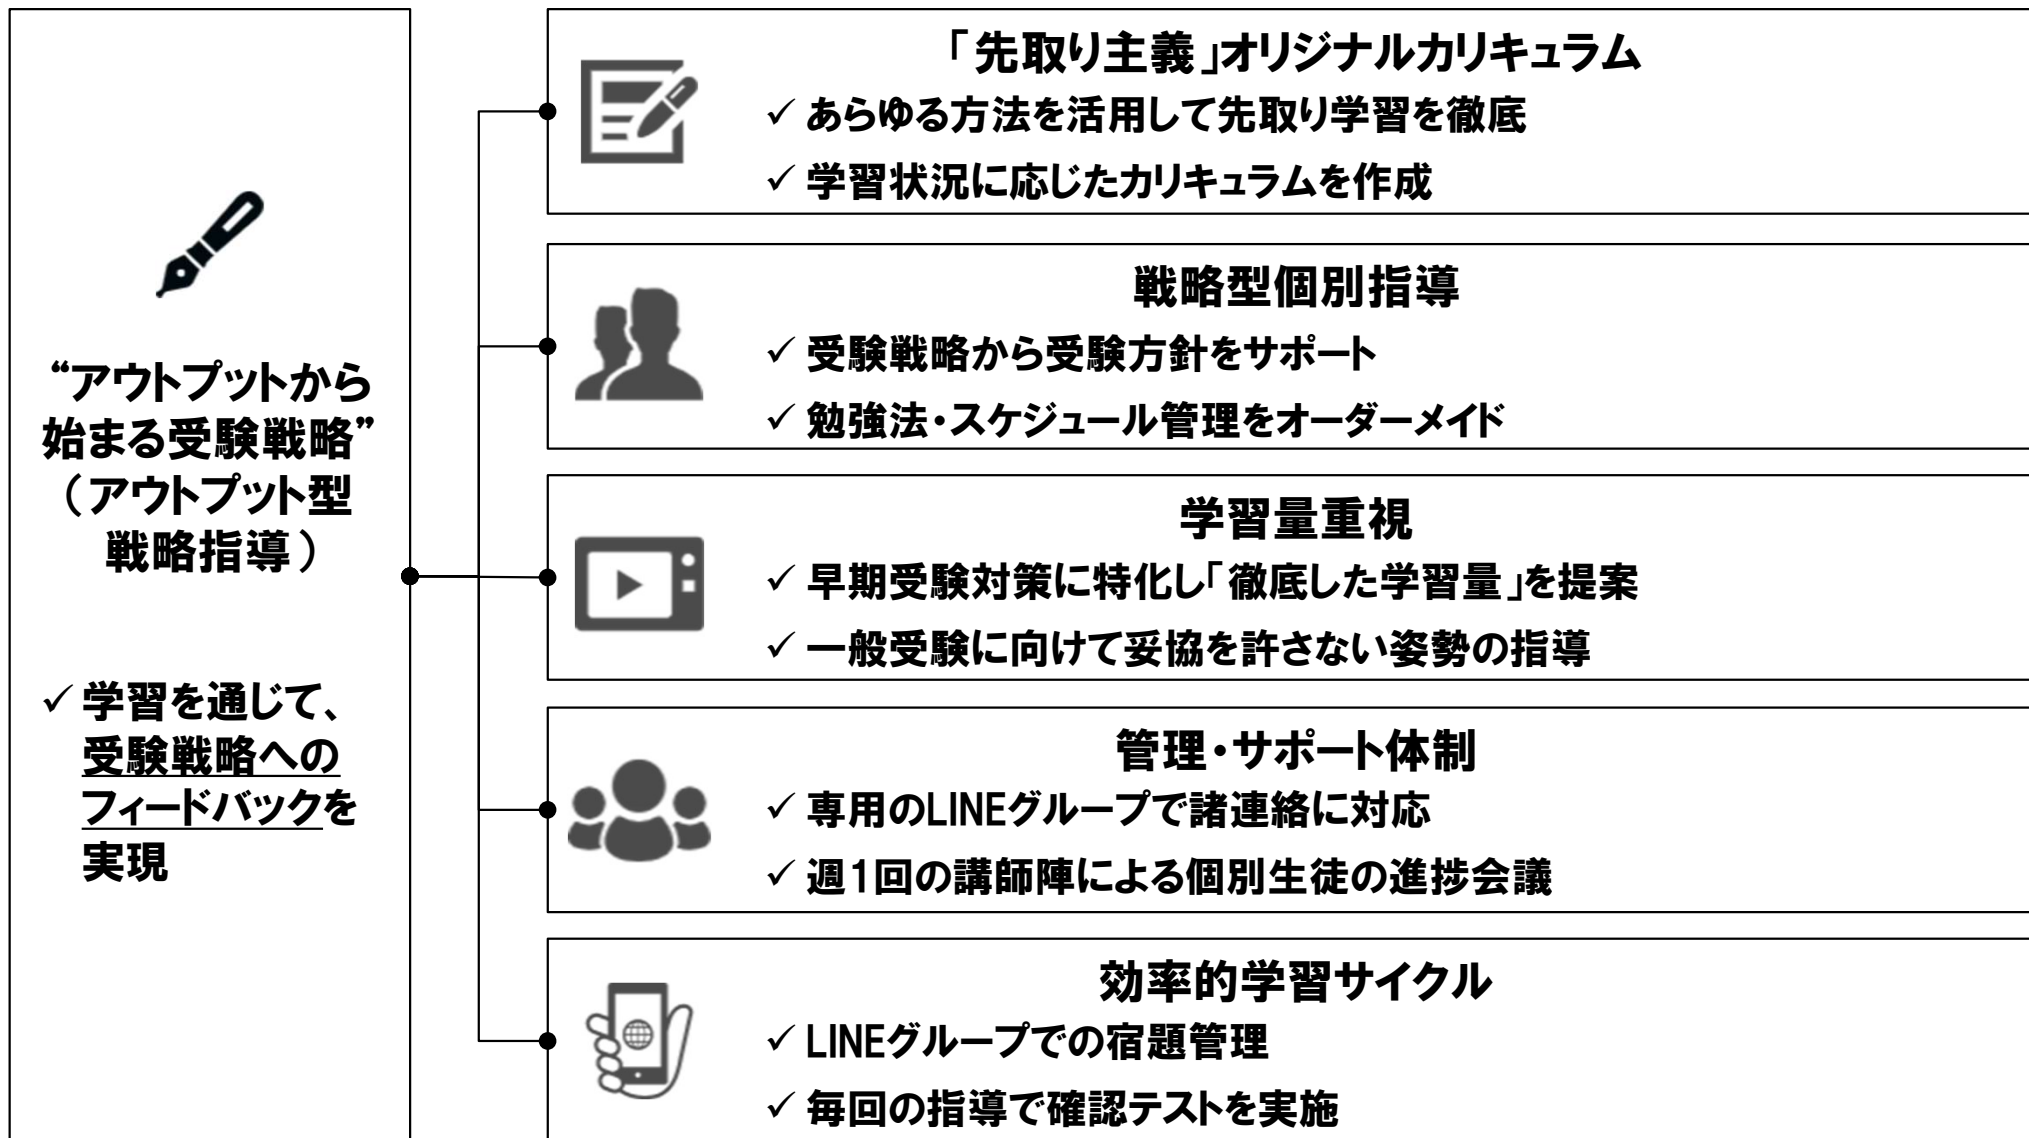 “アウトプットから
始まる受験戦略”
（アウトプット型
戦略指導）
✓ 学習を通じて、
受験戦略への
フィードバックを
実現
「先取り主義」オリジナルカリキュラム
✓ あらゆる方法を活用して先取り学習を徹底
✓ 学習状況に応じたカリキュラムを作成
戦略型個別指導
✓ 受験戦略から受験方針をサポート
✓ 勉強法・スケジュール管理をオーダーメイド
学習量重視
✓ 早期受験対策に特化し「徹底した学習量」を提案
✓ 一般受験に向けて妥協を許さない姿勢の指導
管理・サポート体制
✓ 専用のLINEグループで諸連絡に対応
✓ 週1回の講師陣による個別生徒の進捗会議
効率的学習サイクル
✓ LINEグループでの宿題管理
✓ 毎回の指導で確認テストを実施